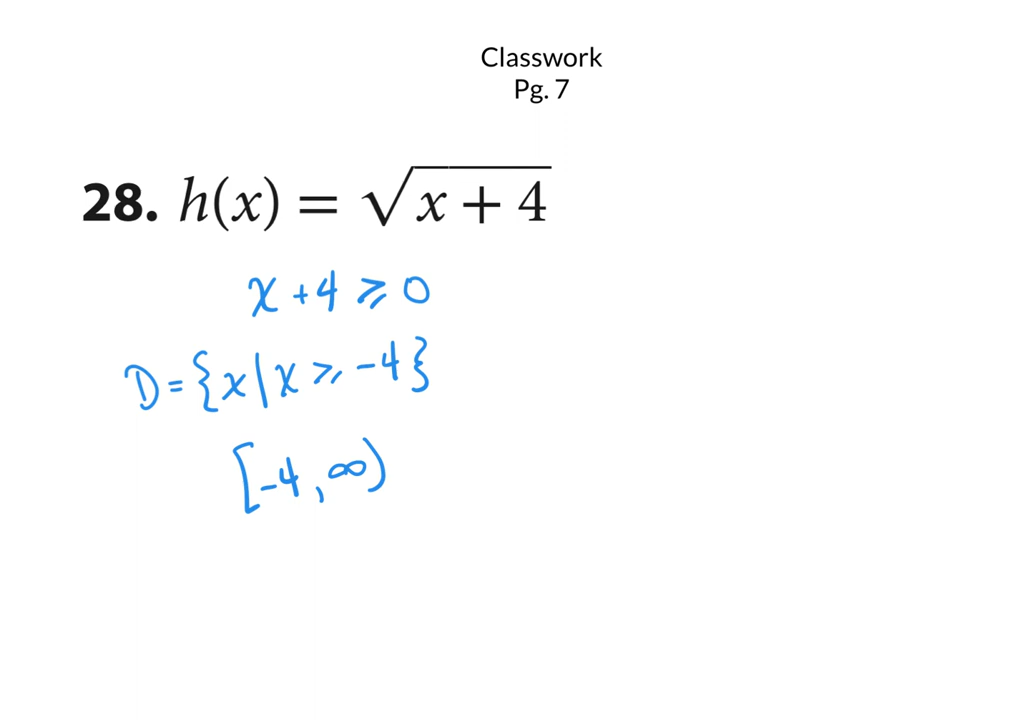 Classwork
Pg. 7
28. h(x) = √(x + 4)
x + 4 ⩾ 0
D = {x | x ⩾ -4}
[-4, ∞)